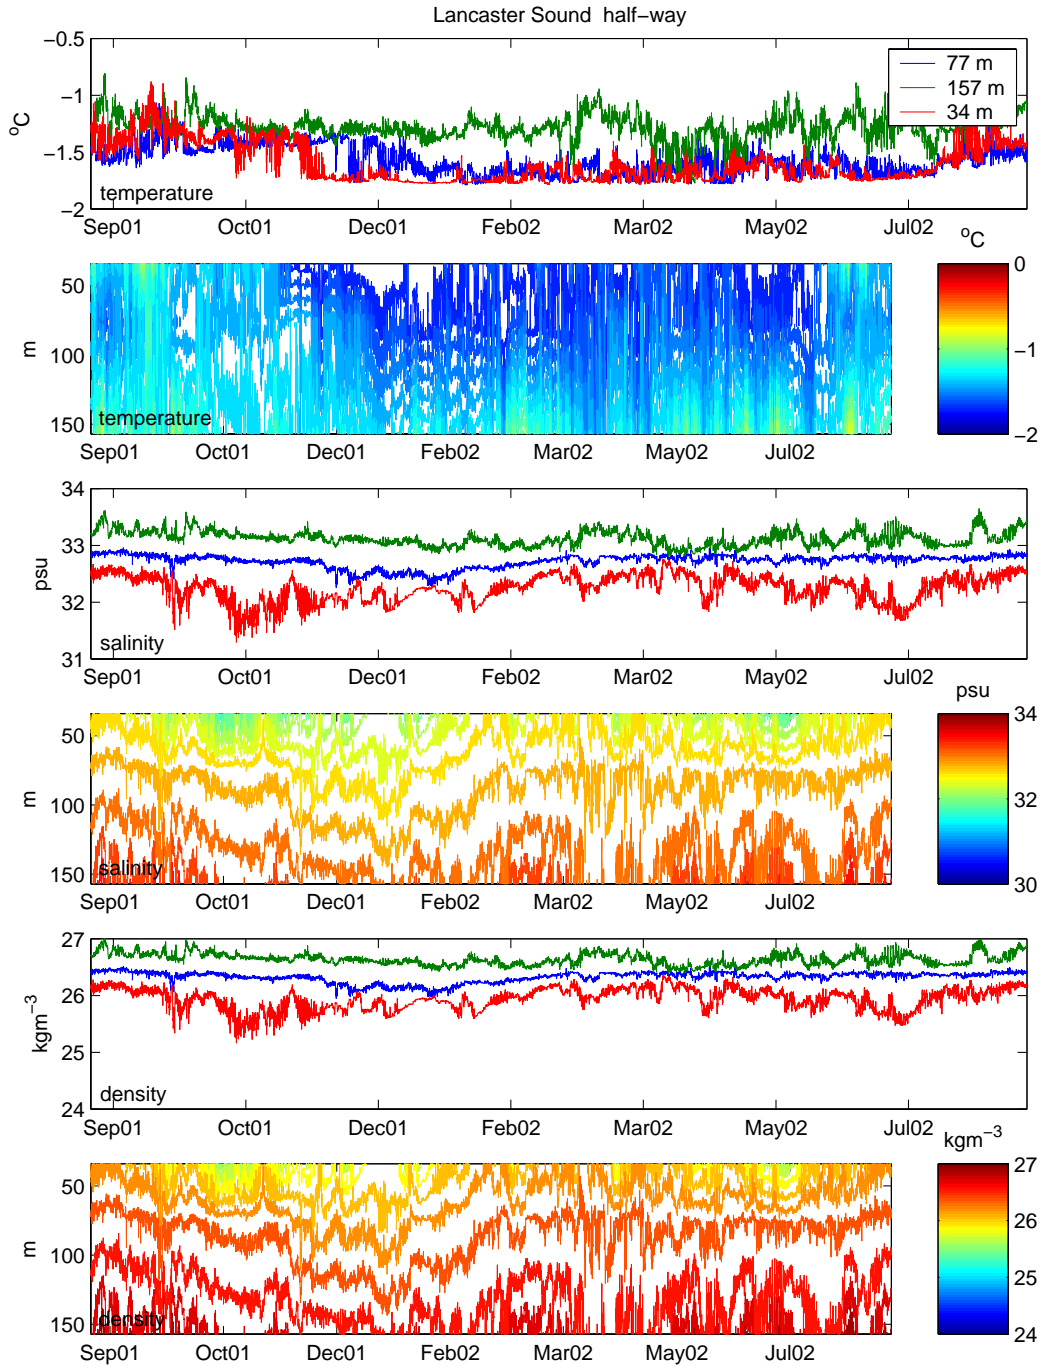 Lancaster Sound half−way
−0.5
−1
−1.5
−2
°C
77 m
157 m
34 m
temperature
Sep01 Oct01 Dec01 Feb02 Mar02 May02 Jul02
°C
50
100
150
m
temperature
0
−1
−2
Sep01 Oct01 Dec01 Feb02 Mar02 May02 Jul02
34
33
32
31
psu
salinity
Sep01 Oct01 Dec01 Feb02 Mar02 May02 Jul02
psu
50
100
150
m
salinity
34
32
30
Sep01 Oct01 Dec01 Feb02 Mar02 May02 Jul02
27
26
25
24
kgm⁻³
density
Sep01 Oct01 Dec01 Feb02 Mar02 May02 Jul02
kgm⁻³
50
100
150
m
density
27
26
25
24
Sep01 Oct01 Dec01 Feb02 Mar02 May02 Jul02